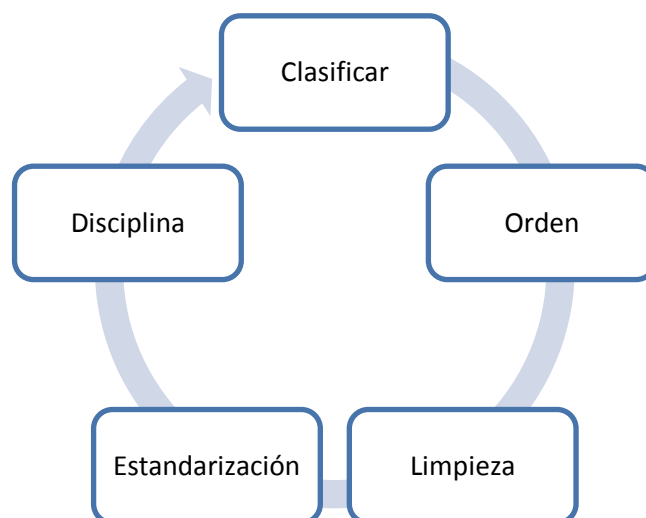 Clasificar
Orden
Limpieza
Estandarización
Disciplina